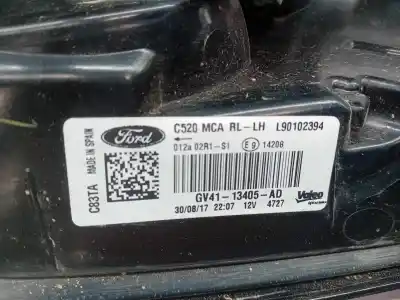 MADE IN SPAIN
C83TA
Ford
C520 MCA RL-LH L90102394
012a 02R1-S1 E9 14208
GV41-13405-AD
30/08/17 22:07 12V 4727
Valeo